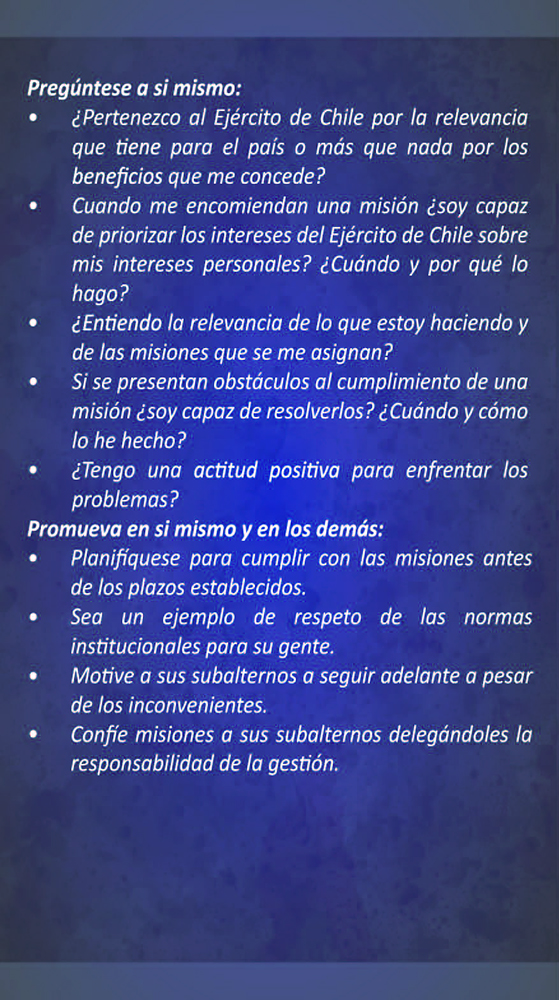 Pregúntese a si mismo:
• ¿Pertenezco al Ejército de Chile por la relevancia
que tiene para el país o más que nada por los
beneficios que me concede?
• Cuando me encomiendan una misión ¿soy capaz
de priorizar los intereses del Ejército de Chile sobre
mis intereses personales? ¿Cuándo y por qué lo
hago?
• ¿Entiendo la relevancia de lo que estoy haciendo y
de las misiones que se me asignan?
• Si se presentan obstáculos al cumplimiento de una
misión ¿soy capaz de resolverlos? ¿Cuándo y cómo
lo he hecho?
• ¿Tengo una actitud positiva para enfrentar los
problemas?
Promueva en si mismo y en los demás:
• Planifíquese para cumplir con las misiones antes
de los plazos establecidos.
• Sea un ejemplo de respeto de las normas
institucionales para su gente.
• Motive a sus subalternos a seguir adelante a pesar
de los inconvenientes.
• Confíe misiones a sus subalternos delegándoles la
responsabilidad de la gestión.